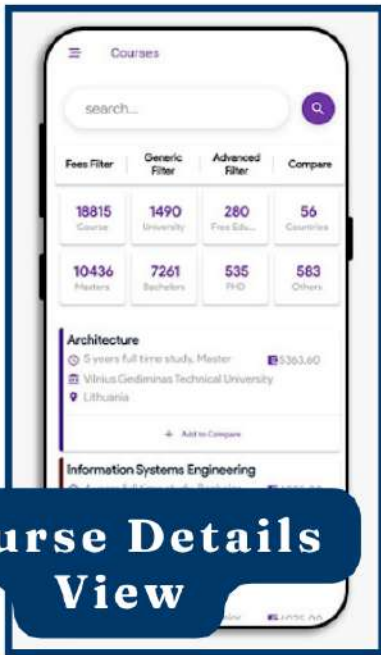 Courses
search...
Fees Filter
Generic Filter
Advanced Filter
Compare
18815
Course
1490
University
280
Free Edu...
56
Countries
10436
Masters
7261
Bachelors
535
PHD
583
Others
Architecture
5 years full time study, Master
5363.60
Vilnius Gediminas Technical University
Lithuania
+ Add to Compare
Information Systems Engineering
urse Details
View